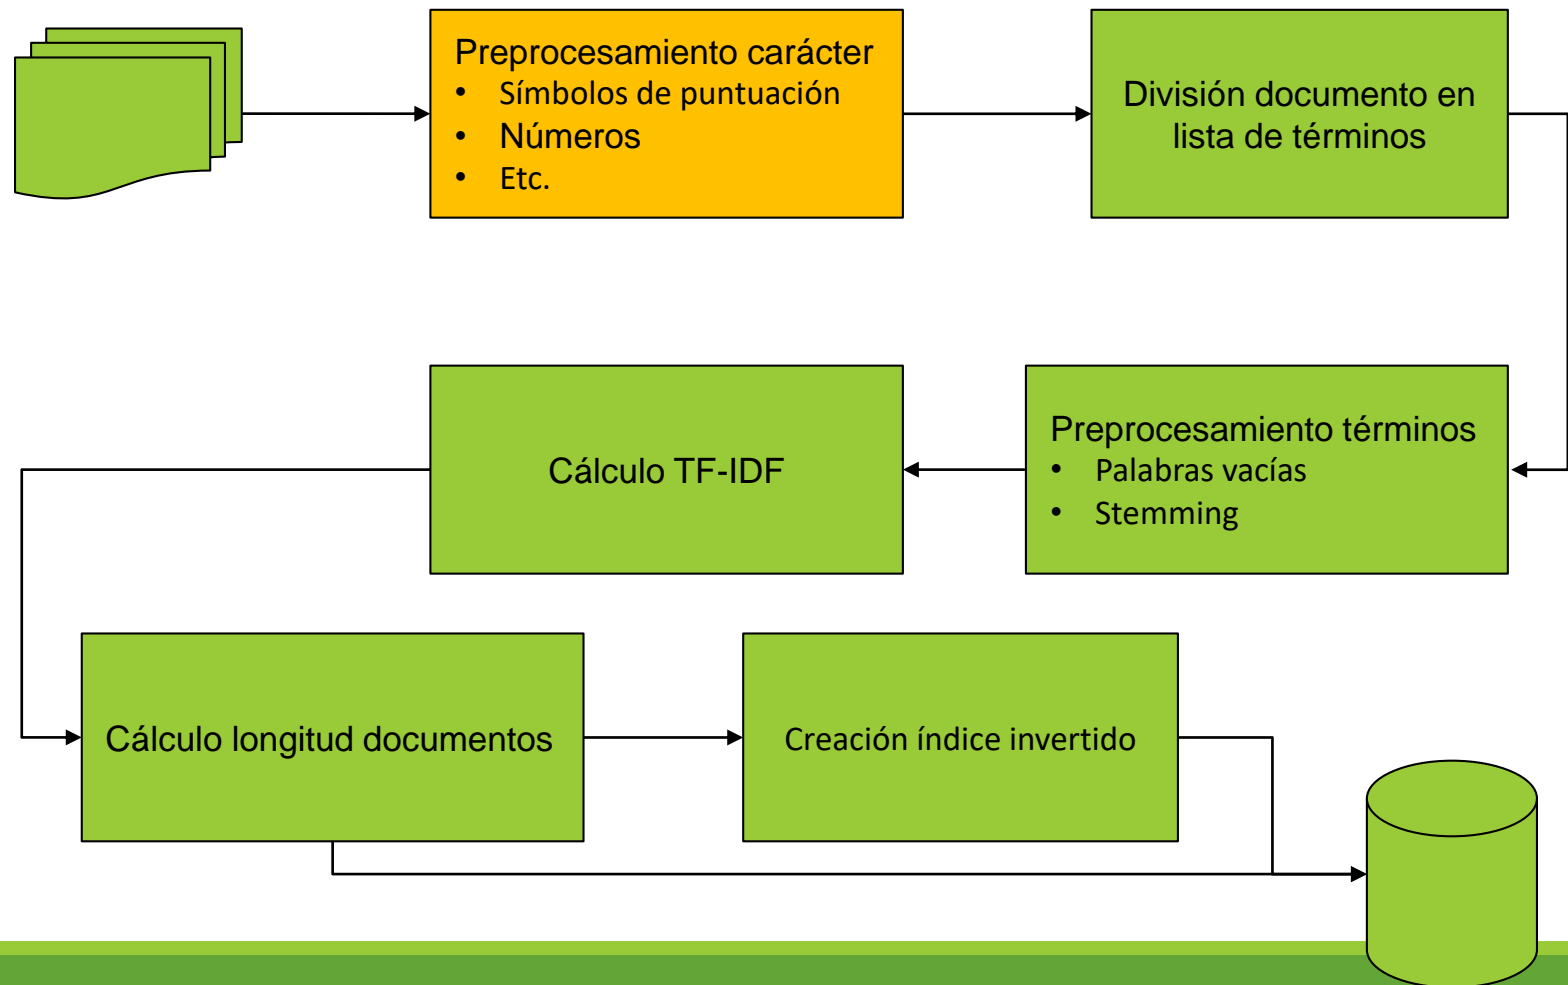 Preprocesamiento carácter
• Símbolos de puntuación
• Números
• Etc.
División documento en
lista de términos
Cálculo TF-IDF
Preprocesamiento términos
• Palabras vacías
• Stemming
Cálculo longitud documentos
Creación índice invertido